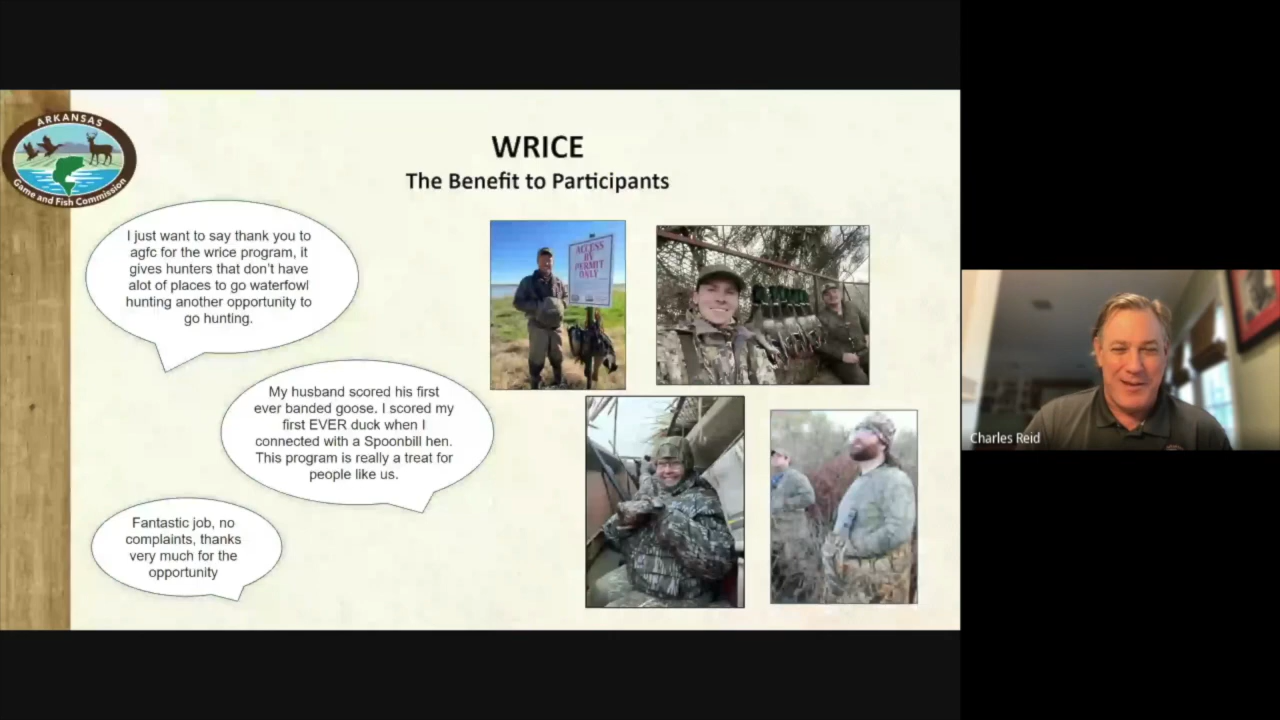 ARKANSAS
Game and Fish Commission
WRICE
The Benefit to Participants
I just want to say thank you to
agfc for the wrice program, it
gives hunters that don't have
alot of places to go waterfowl
hunting another opportunity to
go hunting.
ACCESS
BY
PERMIT
ONLY
My husband scored his first
ever banded goose. I scored my
first EVER duck when I
connected with a Spoonbill hen.
This program is really a treat for
people like us.
Fantastic job, no
complaints, thanks
very much for the
opportunity
Charles Reid